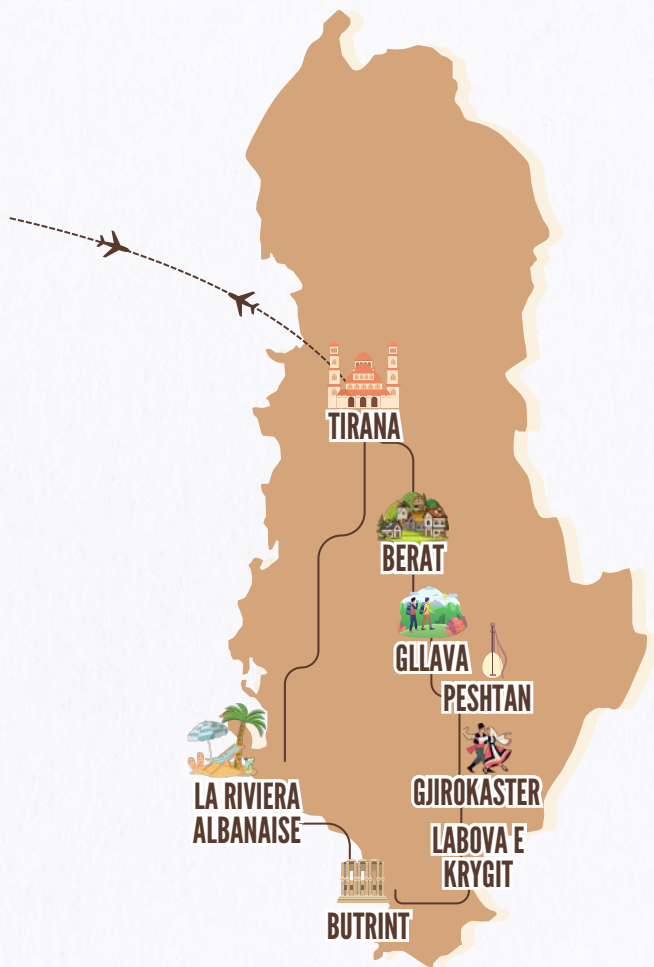 TIRANA
BERAT
GLLAVA
PESHTAN
GJIROKASTER
LA RIVIERA
ALBANAISE
LABOVA E
KRYGIT
BUTRINT